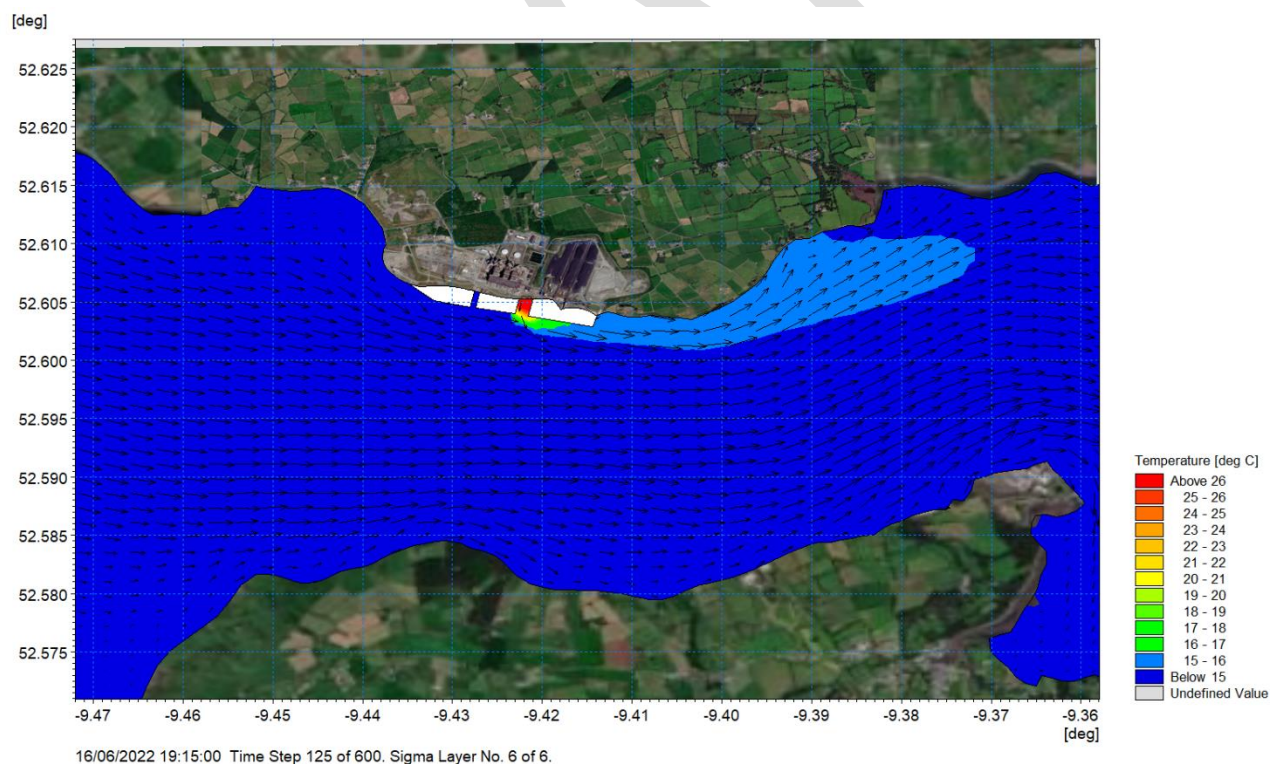 [deg]
52.625
52.620
52.615
52.610
52.605
52.600
52.595
52.590
52.585
52.580
52.575
-9.47 -9.46 -9.45 -9.44 -9.43 -9.42 -9.41 -9.40 -9.39 -9.38 -9.37 -9.36
[deg]
Temperature [deg C]
Above 26
25 - 26
24 - 25
23 - 24
22 - 23
21 - 22
20 - 21
19 - 20
18 - 19
17 - 18
16 - 17
15 - 16
Below 15
Undefined Value
16/06/2022 19:15:00 Time Step 125 of 600. Sigma Layer No. 6 of 6.